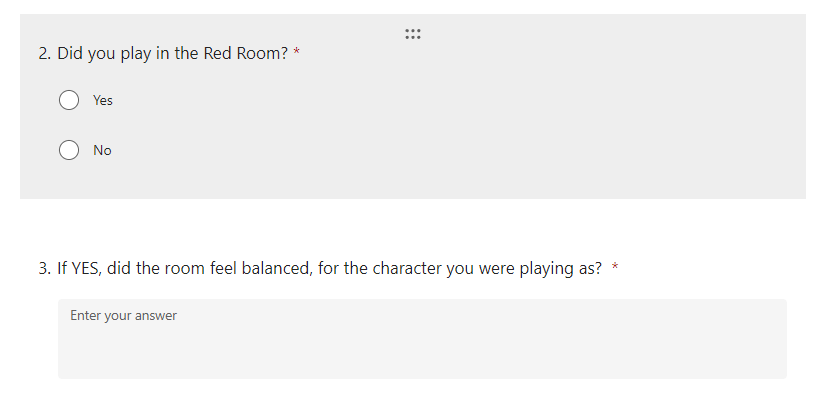 2. Did you play in the Red Room? *
Yes
No
3. If YES, did the room feel balanced, for the character you were playing as? *
Enter your answer